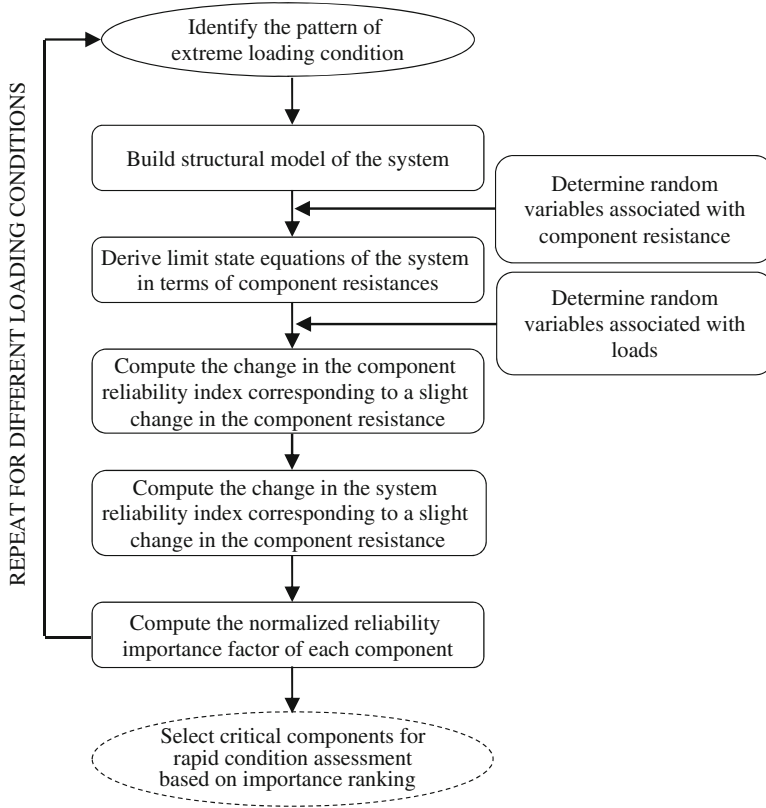 Identify the pattern of
extreme loading condition
REPEAT FOR DIFFERENT LOADING CONDITIONS
Build structural model of the system
Determine random
variables associated with
component resistance
Derive limit state equations of the system
in terms of component resistances
Determine random
variables associated with
loads
Compute the change in the component
reliability index corresponding to a slight
change in the component resistance
Compute the change in the system
reliability index corresponding to a slight
change in the component resistance
Compute the normalized reliability
importance factor of each component
Select critical components for
rapid condition assessment
based on importance ranking